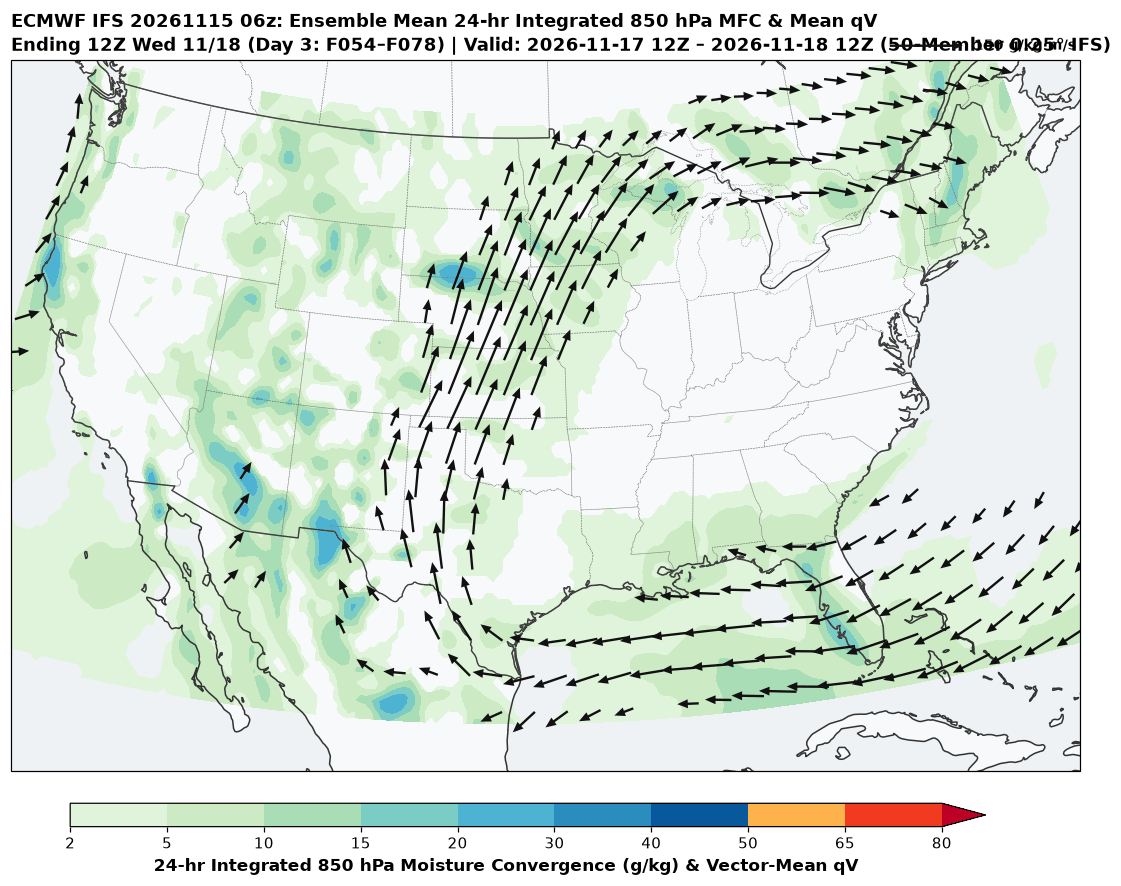 ECMWF IFS 20261115 06z: Ensemble Mean 24-hr Integrated 850 hPa MFC & Mean qV
Ending 12Z Wed 11/18 (Day 3: F054–F078) | Valid: 2026-11-17 12Z – 2026-11-18 12Z (50-Member 0.25° IFS)
2 5 10 15 20 30 40 50 65 80
24-hr Integrated 850 hPa Moisture Convergence (g/kg) & Vector-Mean qV